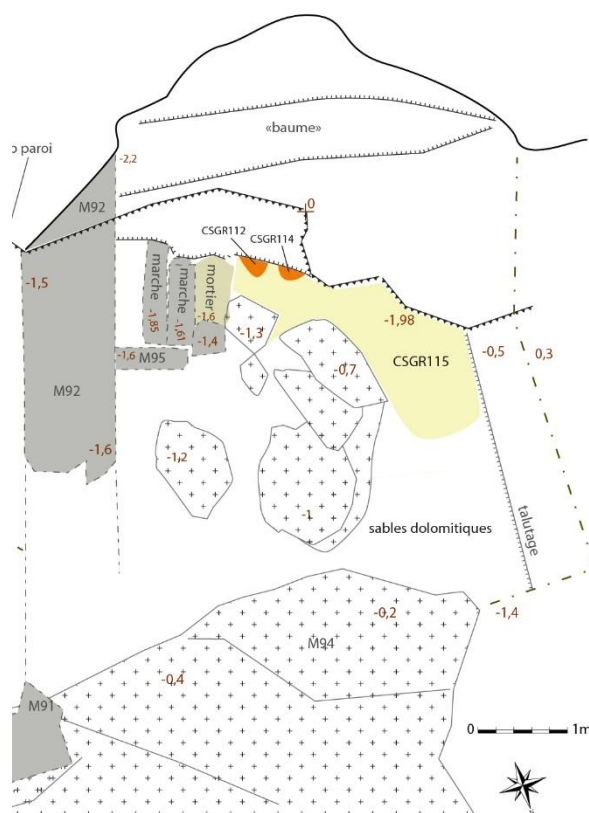 «baume»
paroi
-2,2
M92
0
CSGR112
CSGR114
-1,5
marche
-1,85
marche
-1,61
mortier
-1,6
-1,4
-1,3
-1,98
-0,5
0,3
-1,6
M95
-0,7
CSGR115
M92
-1,6
-1,2
-1
sables dolomitiques
talutage
-1,4
-0,2
M94
-0,4
M91
0
1m